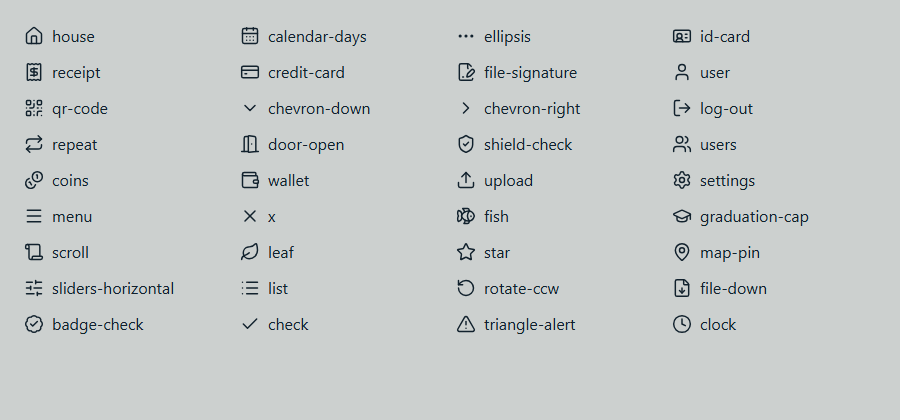 house calendar-days ellipsis id-card
receipt credit-card file-signature user
qr-code chevron-down chevron-right log-out
repeat door-open shield-check users
coins wallet upload settings
menu x fish graduation-cap
scroll leaf star map-pin
sliders-horizontal list rotate-ccw file-down
badge-check check triangle-alert clock